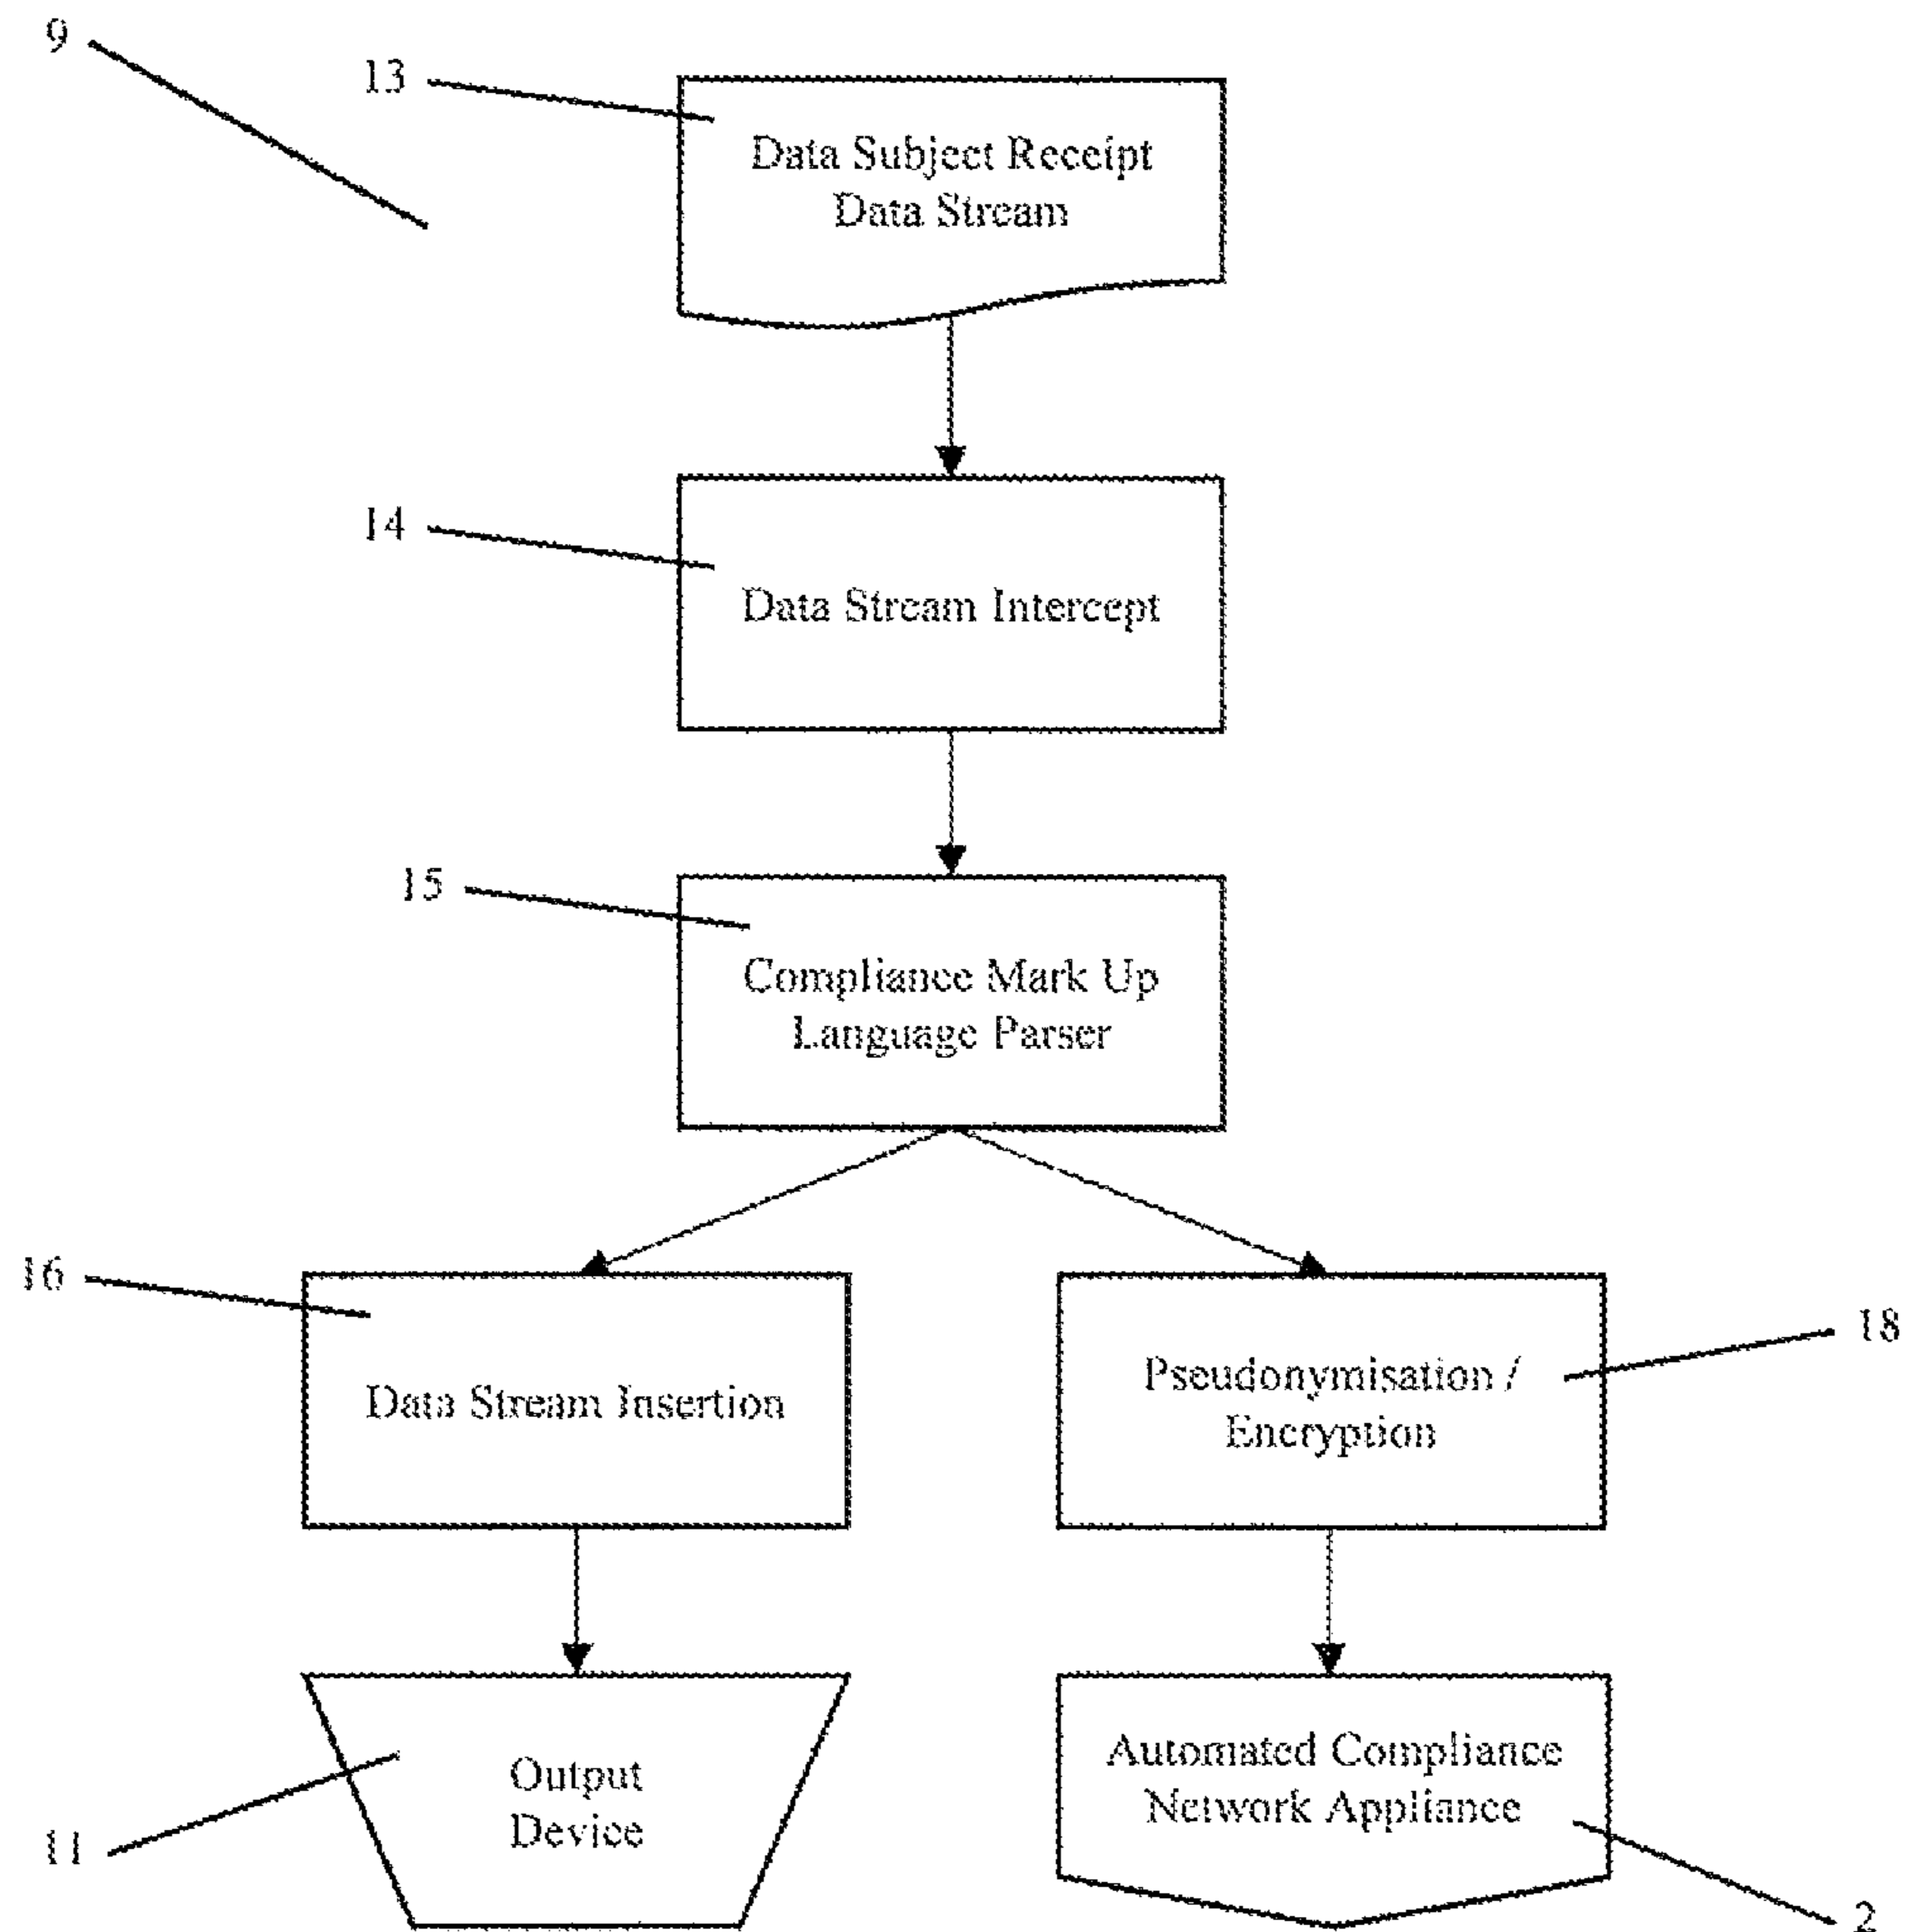 9
13
Data Subject Receipt
Data Stream
14
Data Stream Intercept
15
Compliance Mark Up
Language Parser
16
Data Stream Insertion
18
Pseudonymisation /
Encryption
11
Output
Device
Automated Compliance
Network Appliance
2